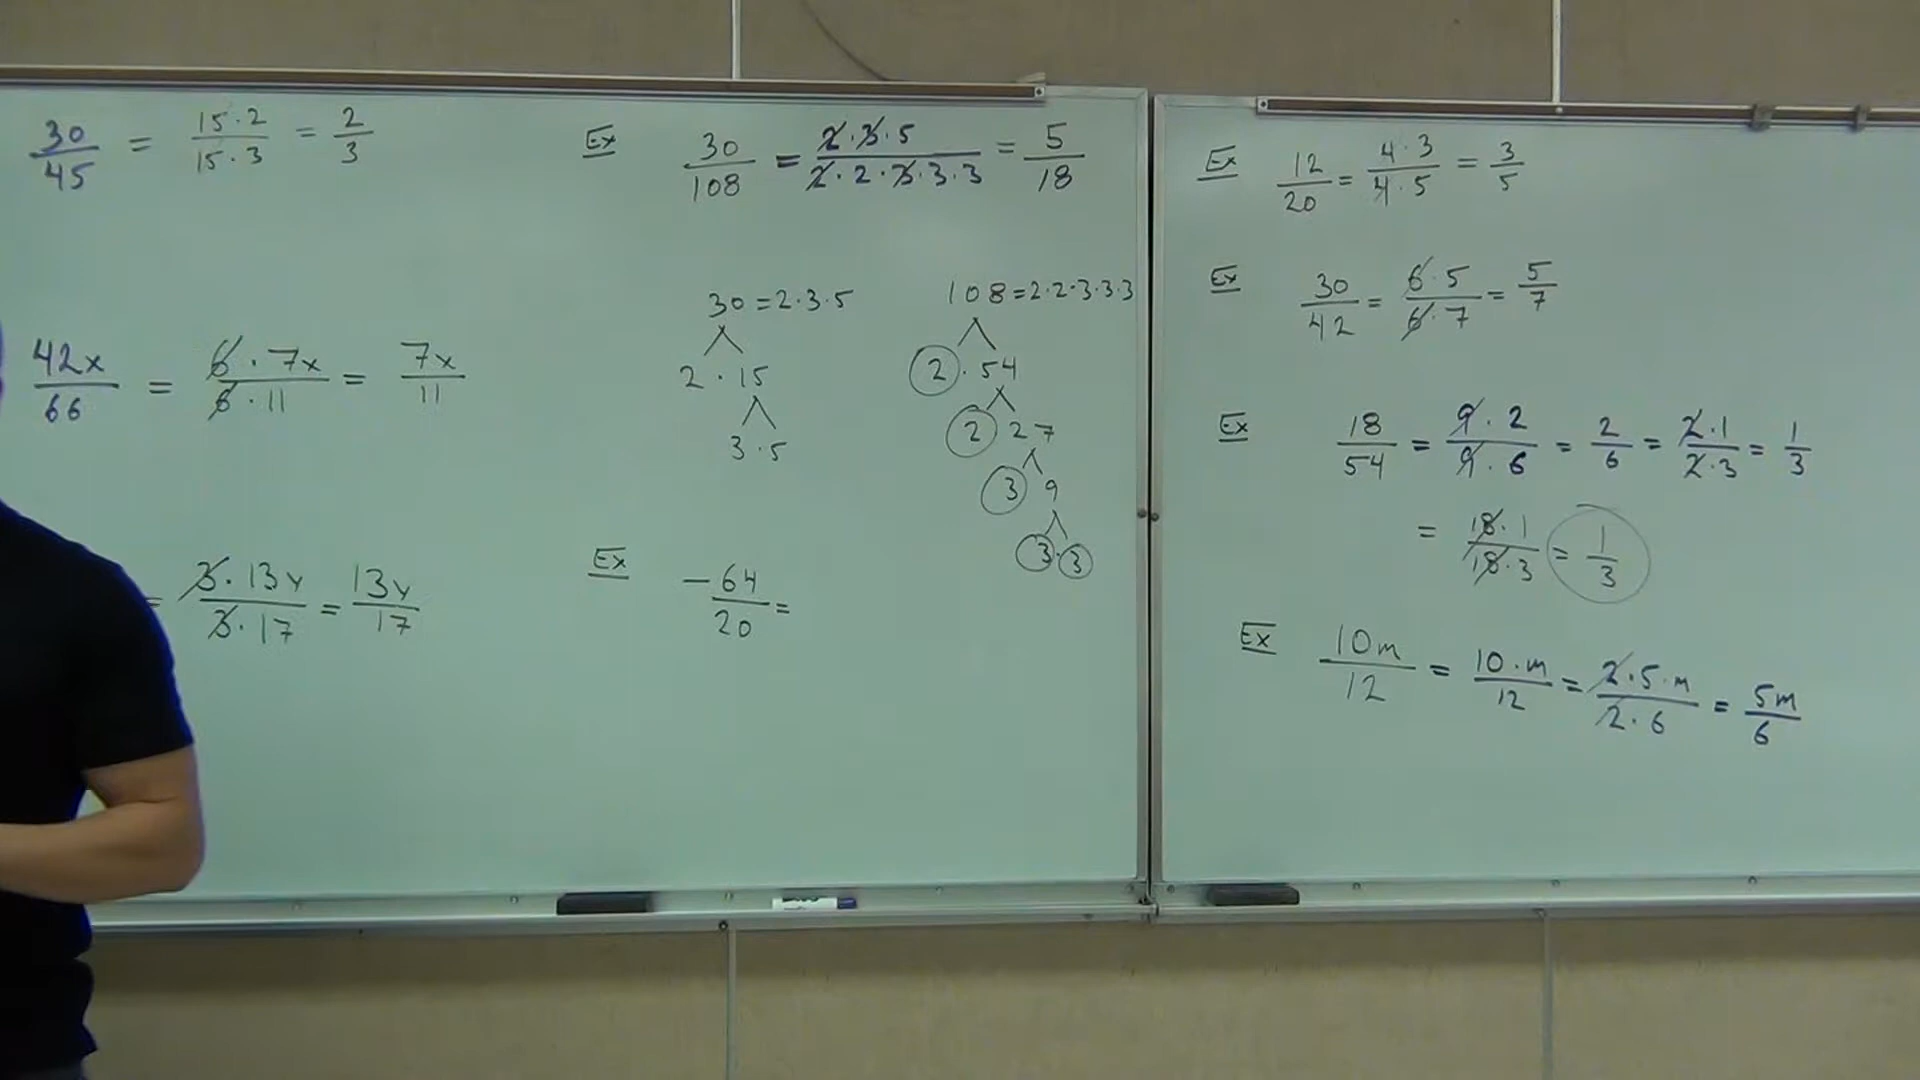 30/45 = 15·2/15·3 = 2/3
42x/66 = 6·7x/6·11 = 7x/11
= 3·13y/3·17 = 13y/17
Ex 30/108 = 2·3·5/2·2·3·3·3 = 5/18
30=2·3·5
2·15
3·5
108=2·2·3·3·3
2·54
2 27
3 9
3·3
Ex -64/20 =
Ex 12/20 = 4·3/4·5 = 3/5
Ex 30/42 = 6·5/6·7 = 5/7
Ex 18/54 = 9·2/9·6 = 2/6 = 2·1/2·3 = 1/3
= 18·1/18·3 = 1/3
Ex 10m/12 = 10·m/12 = 2·5·m/2·6 = 5m/6